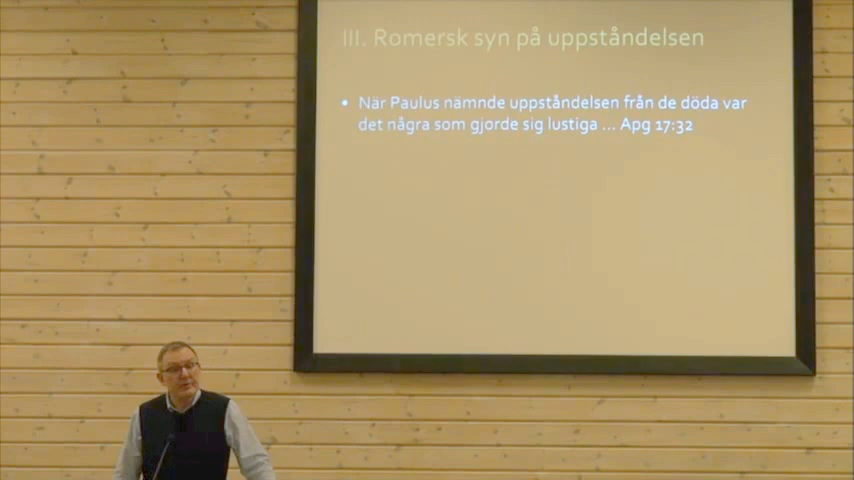 III. Romersk syn på uppståndelsen
• När Paulus nämnde uppståndelsen från de döda var
det några som gjorde sig lustiga ... Apg 17:32